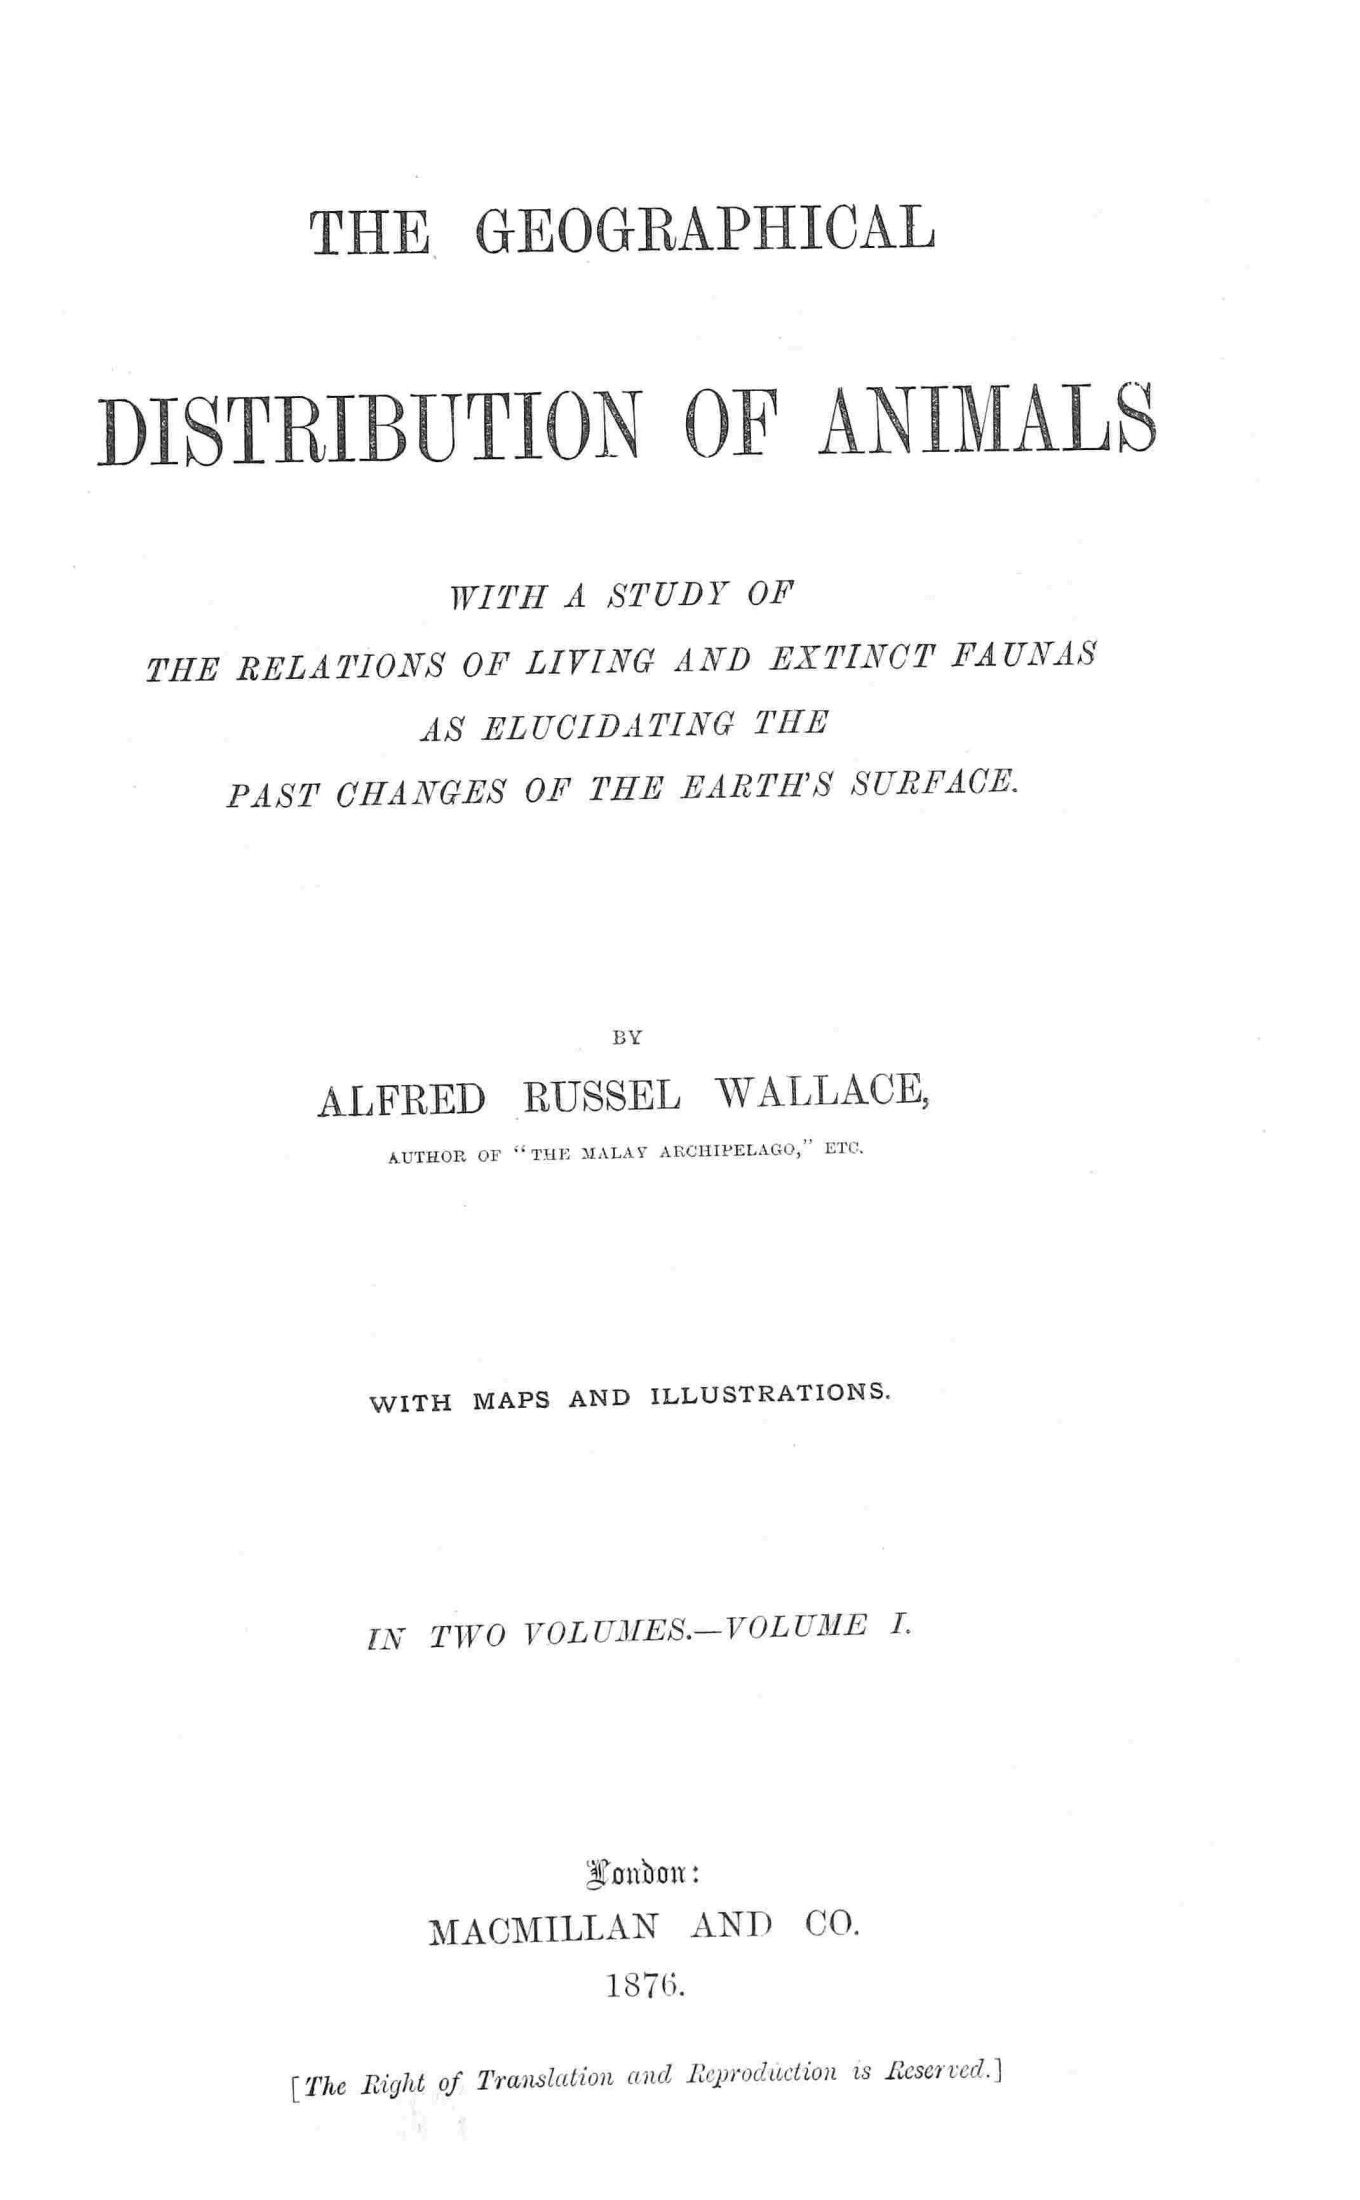 THE GEOGRAPHICAL
DISTRIBUTION OF ANIMALS
WITH A STUDY OF
THE RELATIONS OF LIVING AND EXTINCT FAUNAS
AS ELUCIDATING THE
PAST CHANGES OF THE EARTH'S SURFACE.
BY
ALFRED RUSSEL WALLACE,
AUTHOR OF “THE MALAY ARCHIPELAGO,” ETC.
WITH MAPS AND ILLUSTRATIONS.
IN TWO VOLUMES.—VOLUME I.
London:
MACMILLAN AND CO.
1876.
[The Right of Translation and Reproduction is Reserved.]